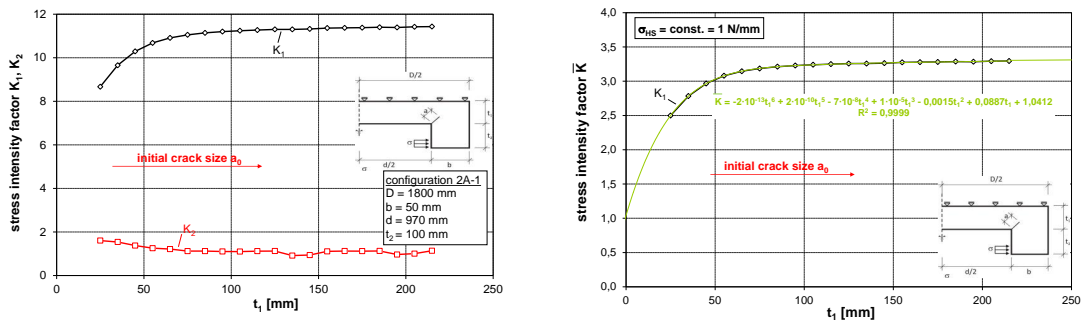 stress intensity factor K₁, K₂
12
10
8
6
4
2
0
0
50
100
150
200
250
t₁ [mm]
K₁
K₂
initial crack size a₀
D/2
a
d/2
b
σ
configuration 2A-1
D = 1800 mm
b = 50 mm
d = 970 mm
t₂ = 100 mm
stress intensity factor K̅
4,0
3,5
3,0
2,5
2,0
1,5
1,0
0,5
0,0
0
50
100
150
200
250
t₁ [mm]
σHS = const. = 1 N/mm
K₁
K̅ = -2·10⁻¹³t₁⁶ + 2·10⁻¹⁰t₁⁵ - 7·10⁻⁸t₁⁴ + 1·10⁻⁵t₁³ - 0,0015t₁² + 0,0887t₁ + 1,0412
R² = 0,9999
initial crack size a₀
D/2
a
σ
d/2
b
σ